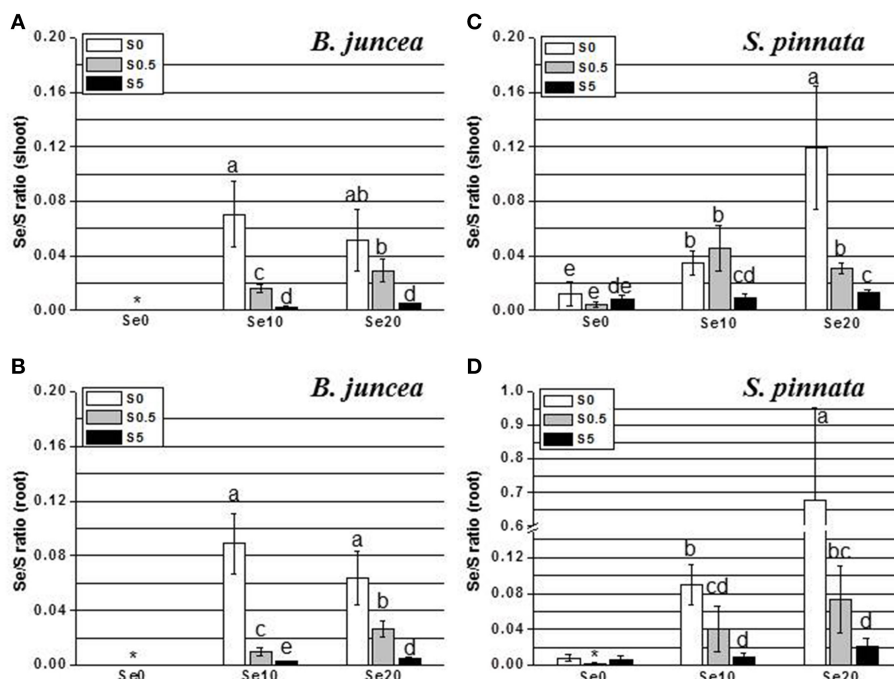 A
B. juncea
S0
S0.5
S5
Se/S ratio (shoot)
0.20
0.16
0.12
0.08
0.04
0.00
*
a
c
d
ab
b
d
Se0
Se10
Se20
C
S. pinnata
S0
S0.5
S5
Se/S ratio (shoot)
0.20
0.16
0.12
0.08
0.04
0.00
e
e
de
b
b
cd
a
b
c
Se0
Se10
Se20
B
B. juncea
S0
S0.5
S5
Se/S ratio (root)
0.20
0.16
0.12
0.08
0.04
0.00
*
a
c
e
a
b
d
Se0
Se10
Se20
D
S. pinnata
S0
S0.5
S5
Se/S ratio (root)
1.0
0.9
0.8
0.7
0.6
0.12
0.08
0.04
0.00
*
b
cd
d
a
bc
d
Se0
Se10
Se20